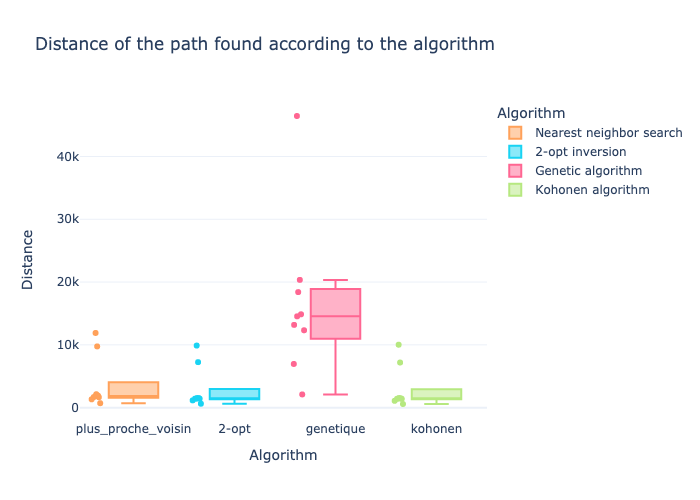 Distance of the path found according to the algorithm
Algorithm
Nearest neighbor search
2-opt inversion
Genetic algorithm
Kohonen algorithm
Distance
40k
30k
20k
10k
0
plus_proche_voisin
2-opt
genetique
kohonen
Algorithm